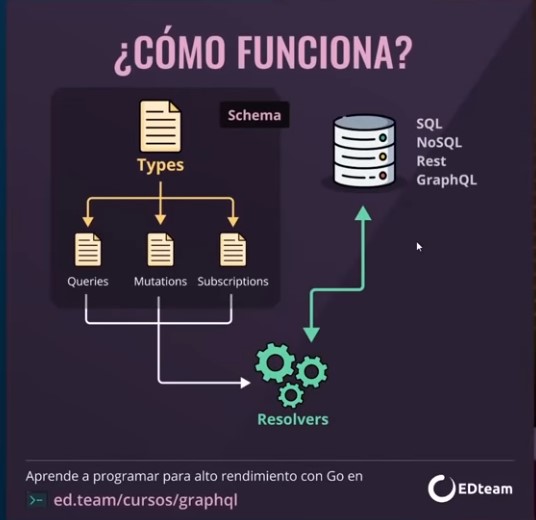 ¿CÓMO FUNCIONA?
Schema
Types
Queries
Mutations
Subscriptions
SQL
NoSQL
Rest
GraphQL
Resolvers
Aprende a programar para alto rendimiento con Go en
>- ed.team/cursos/graphql
EDteam